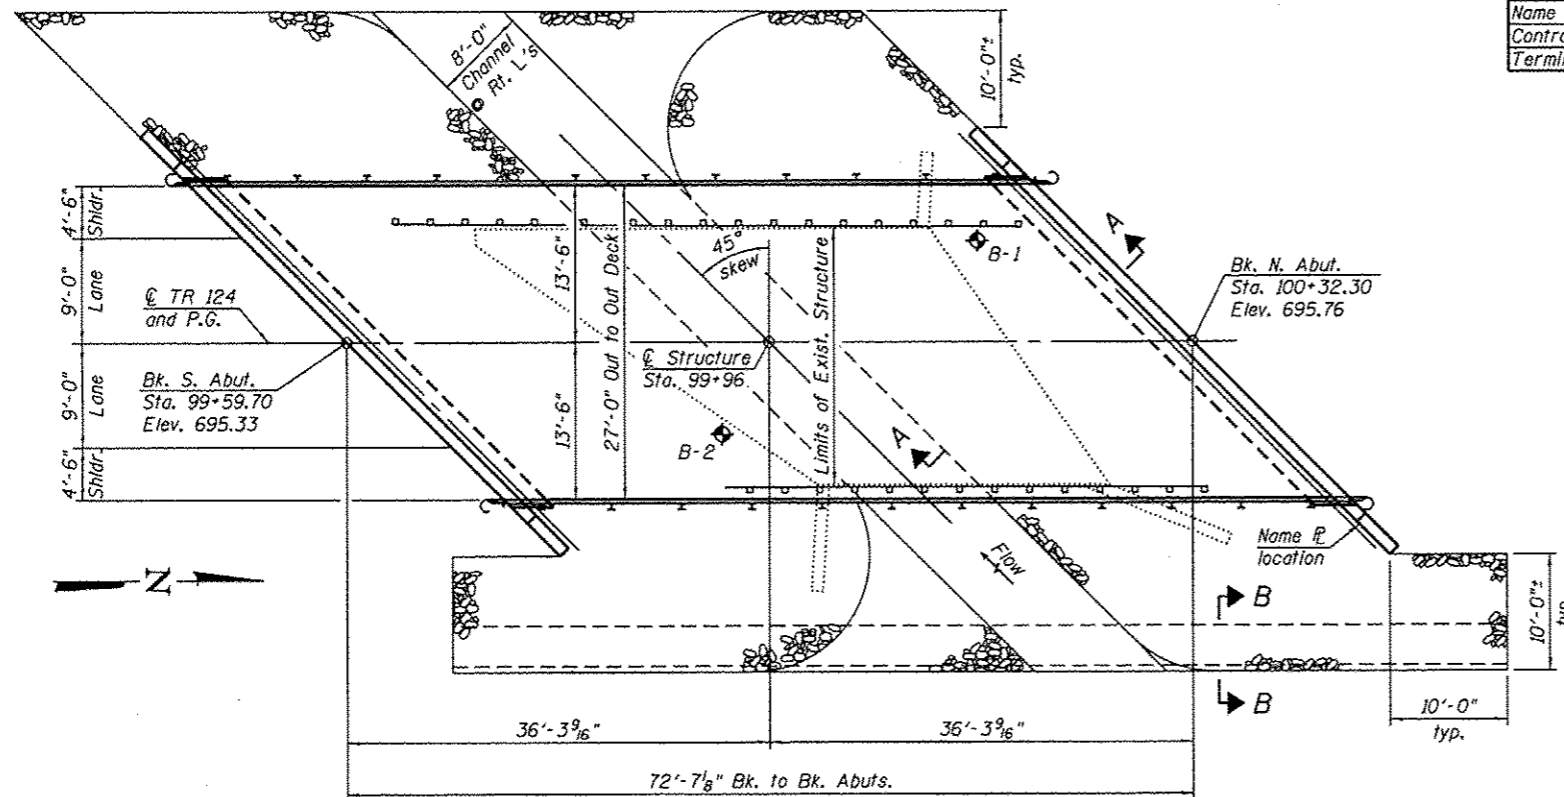 Name
8'-0"
Channel
@ Rt. L's
10'-0"±
typ.
4'-6"
Shldr.
9'-0"
Lane
9'-0"
Lane
4'-6"
Shldr.
℄ TR 124
and P.G.
Bk. S. Abut.
Sta. 99+59.70
Elev. 695.33
13'-6"
13'-6"
27'-0" Out to Out Deck
45°
skew
℄ Structure
Sta. 99+96
Limits of Exist. Structure
B-1
B-2
A
A
Bk. N. Abut.
Sta. 100+32.30
Elev. 695.76
Name ℙL
location
Flow
N
B
B
10'-0"±
typ.
10'-0"
typ.
36'-3 9/16"
36'-3 9/16"
72'-7 1/8" Bk. to Bk. Abuts.